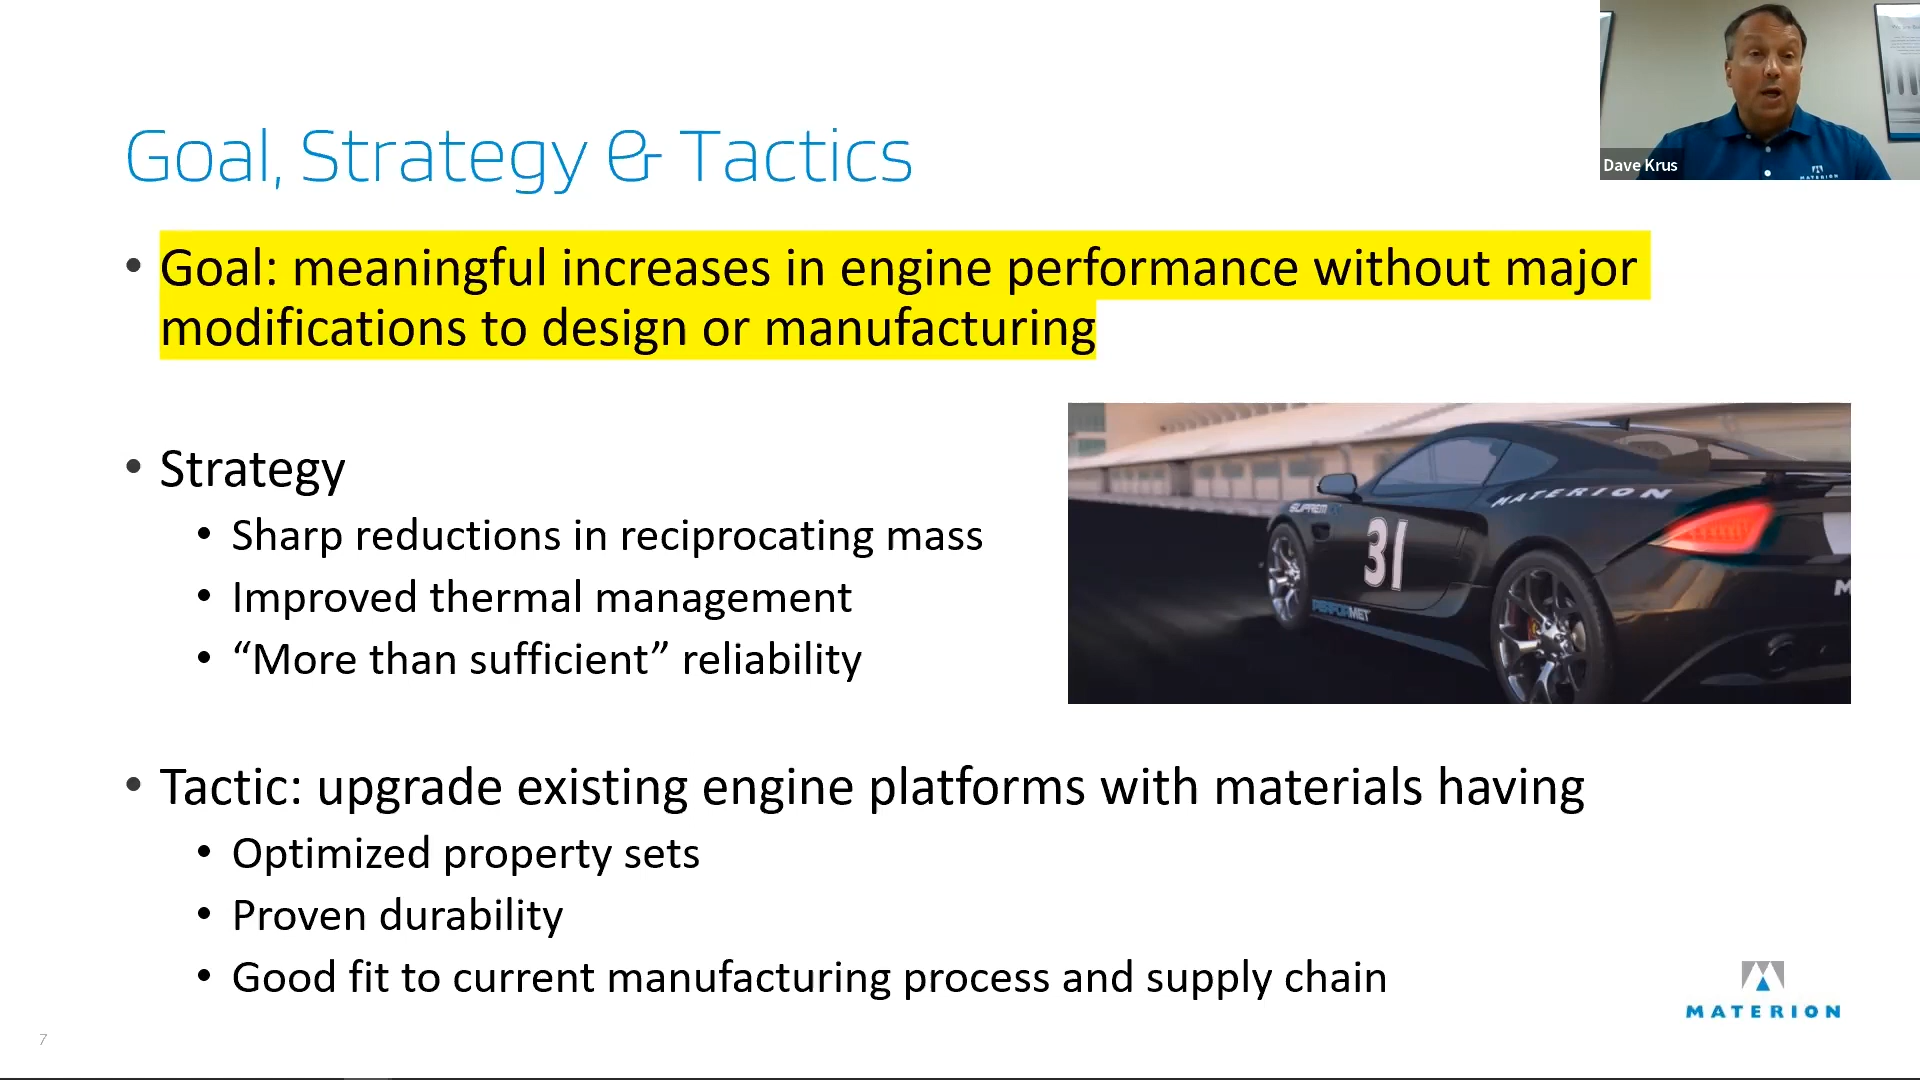 Goal, Strategy & Tactics
Dave Krus
MATERION
• Goal: meaningful increases in engine performance without major
modifications to design or manufacturing
• Strategy
• Sharp reductions in reciprocating mass
• Improved thermal management
• “More than sufficient” reliability
MATERION
SUPREM
31
PERFORMET
M
• Tactic: upgrade existing engine platforms with materials having
• Optimized property sets
• Proven durability
• Good fit to current manufacturing process and supply chain
MATERION
7